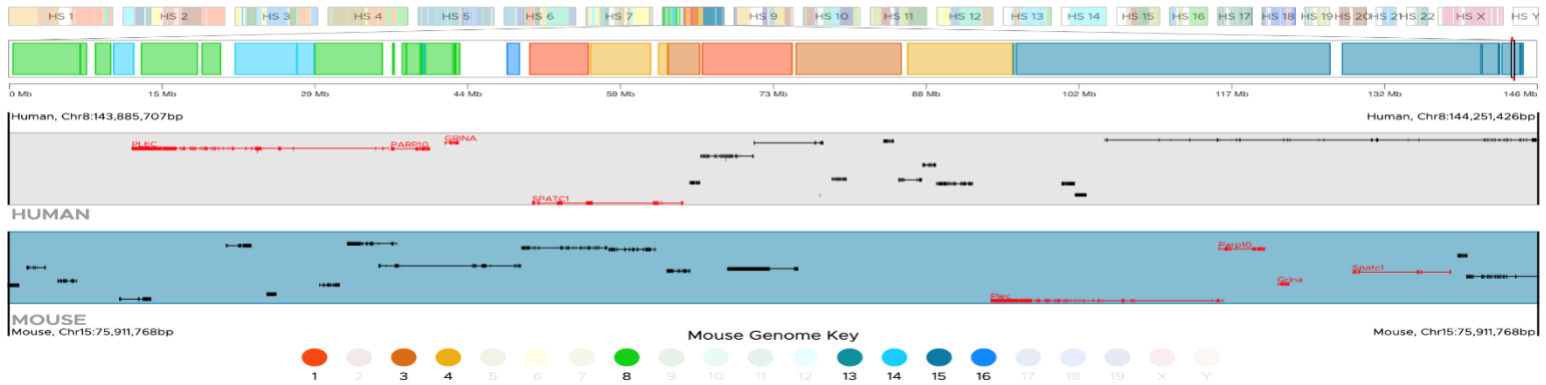 HS 1 HS 2 HS 3 HS 4 HS 5 HS 6 HS 7 HS 9 HS 10 HS 11 HS 12 HS 13 HS 14 HS 15 HS 16 HS 17 HS 18 HS 19 HS 20 HS 21 HS 22 HS X HS Y
0 Mb 15 Mb 29 Mb 44 Mb 59 Mb 73 Mb 88 Mb 102 Mb 117 Mb 132 Mb 146 Mb
Human, Chr8:143,885,707bp Human, Chr8:144,251,426bp
GRINA
PLEC PARP10
SPATC1
HUMAN
Parp10
Spatc1
Grina
Plec
MOUSE
Mouse, Chr15:75,911,768bp Mouse, Chr15:75,911,768bp
Mouse Genome Key
1 2 3 4 5 6 7 8 9 10 11 12 13 14 15 16 17 18 19 X Y